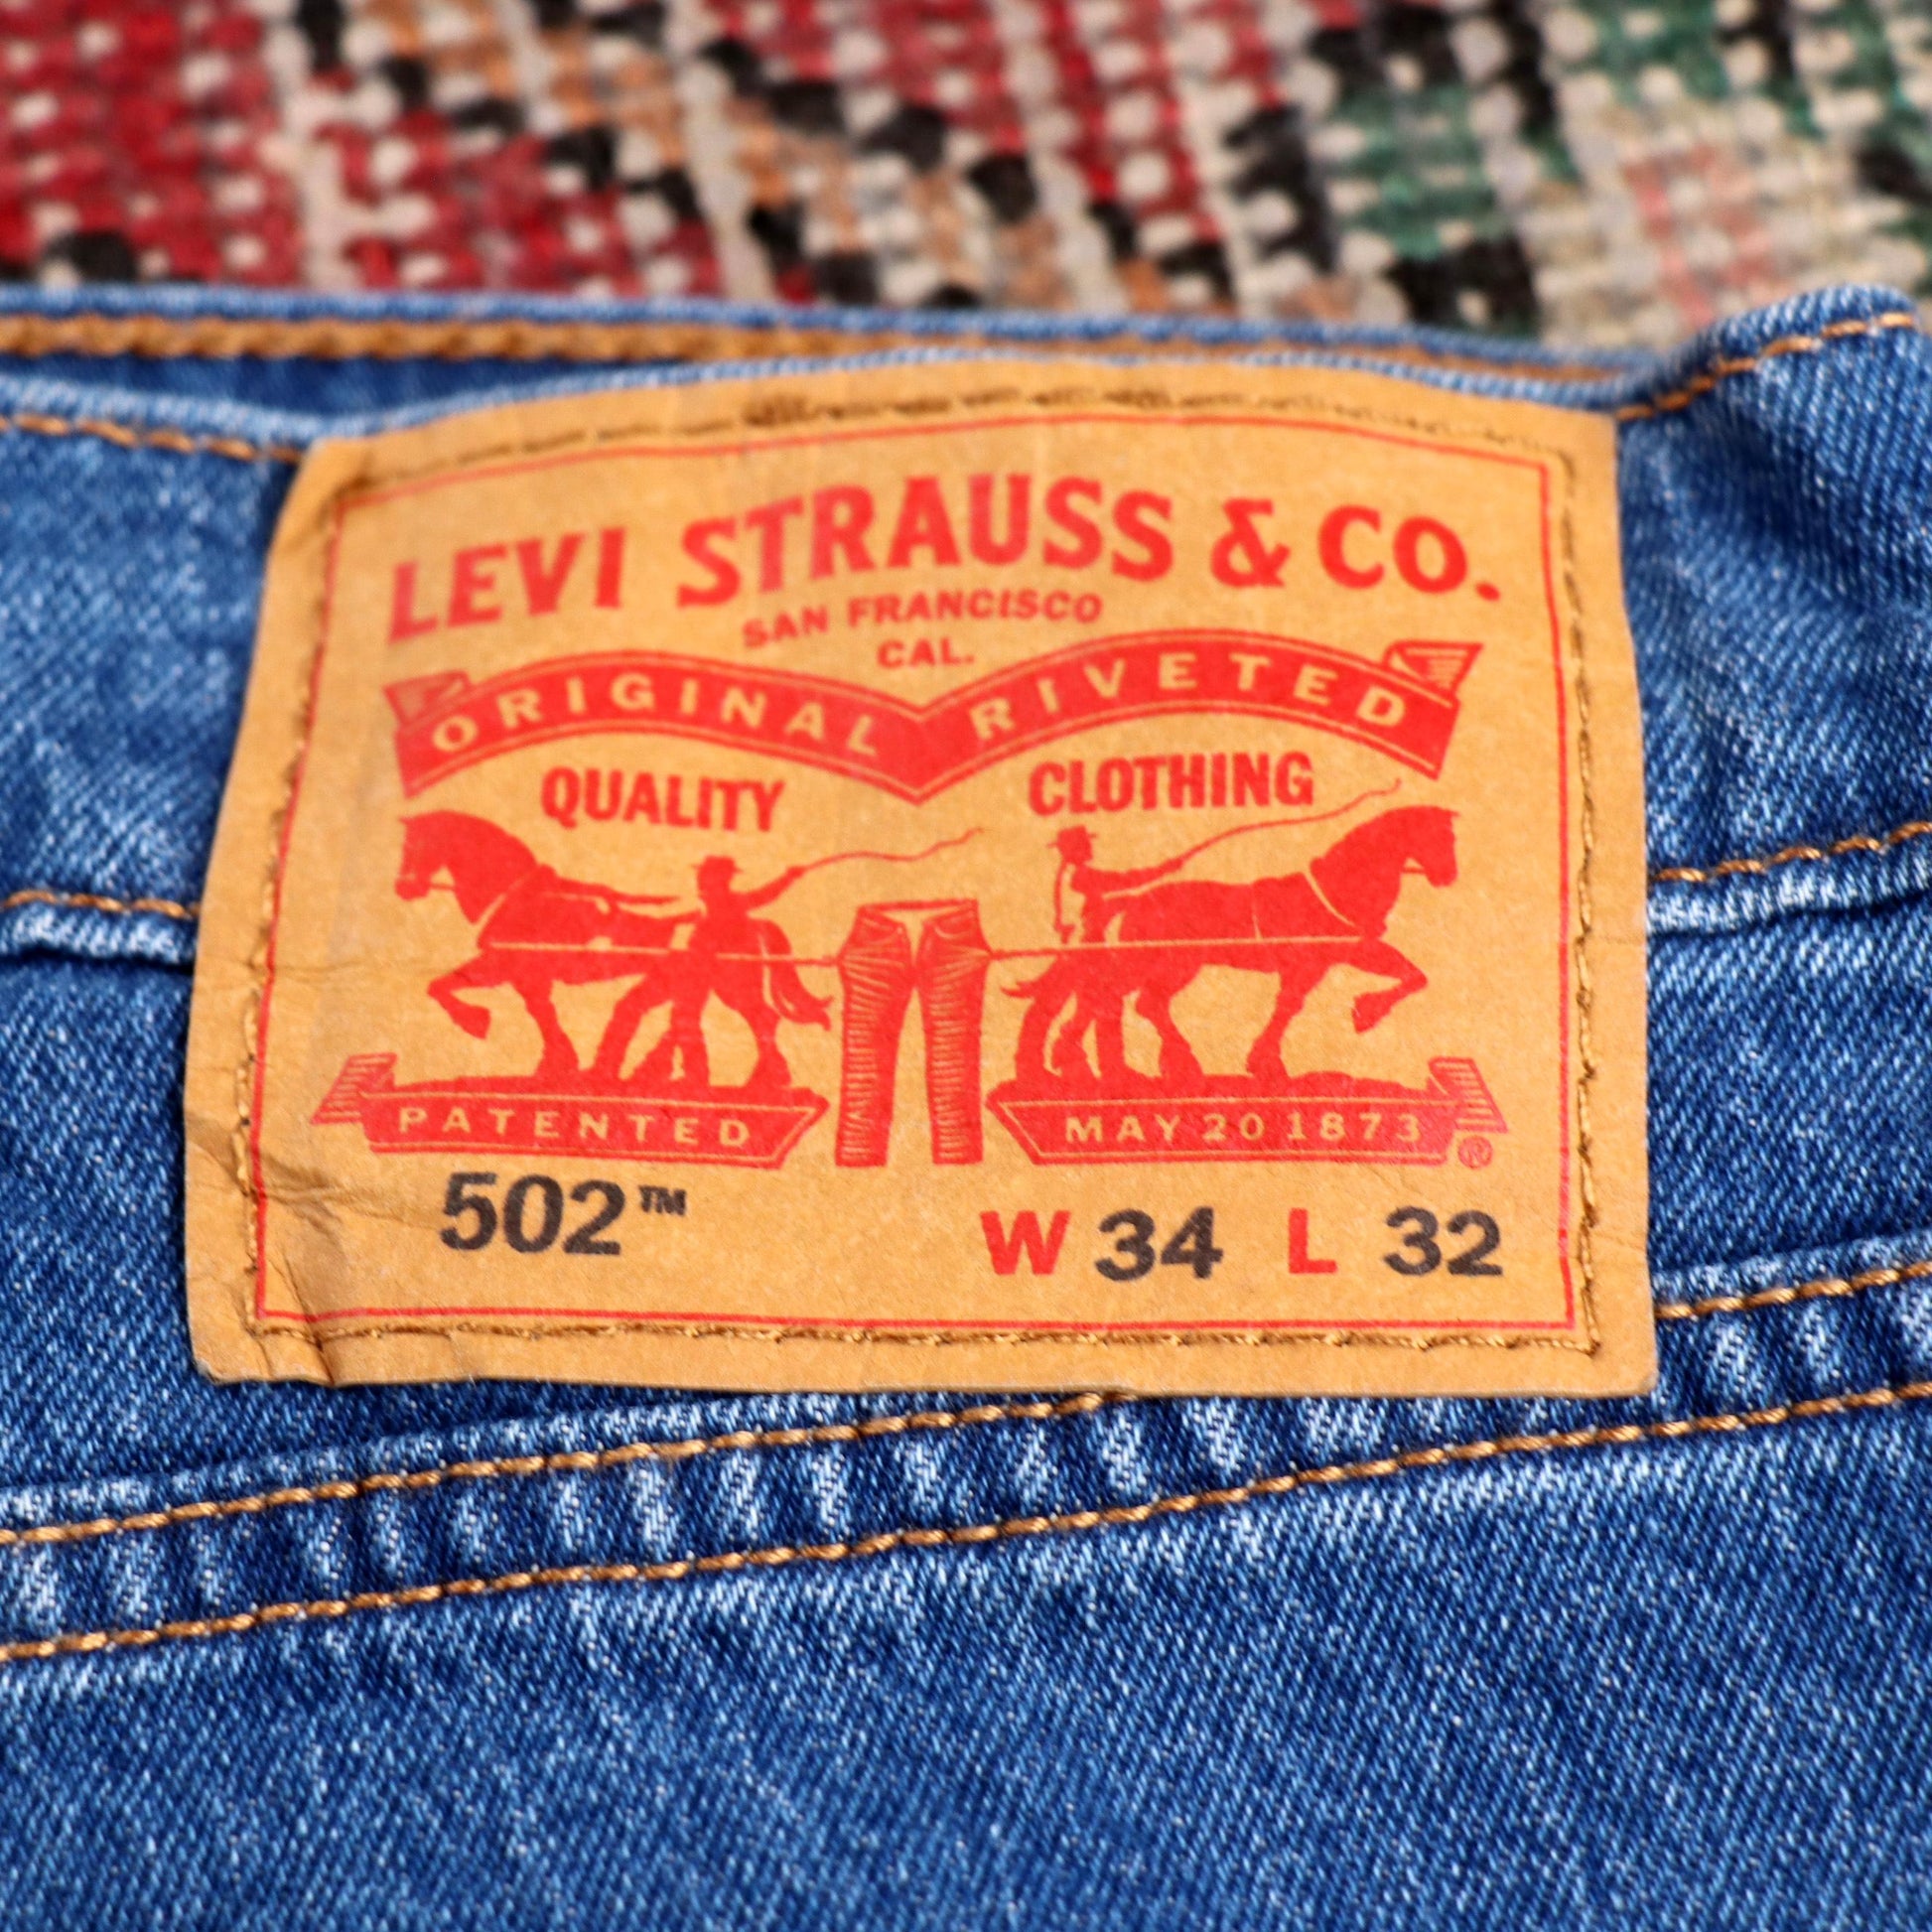 LEVI STRAUSS & CO.
SAN FRANCISCO
CAL.
ORIGINAL RIVETED
QUALITY CLOTHING
PATENTED MAY 20 1873 ®
502™ W 34 L 32